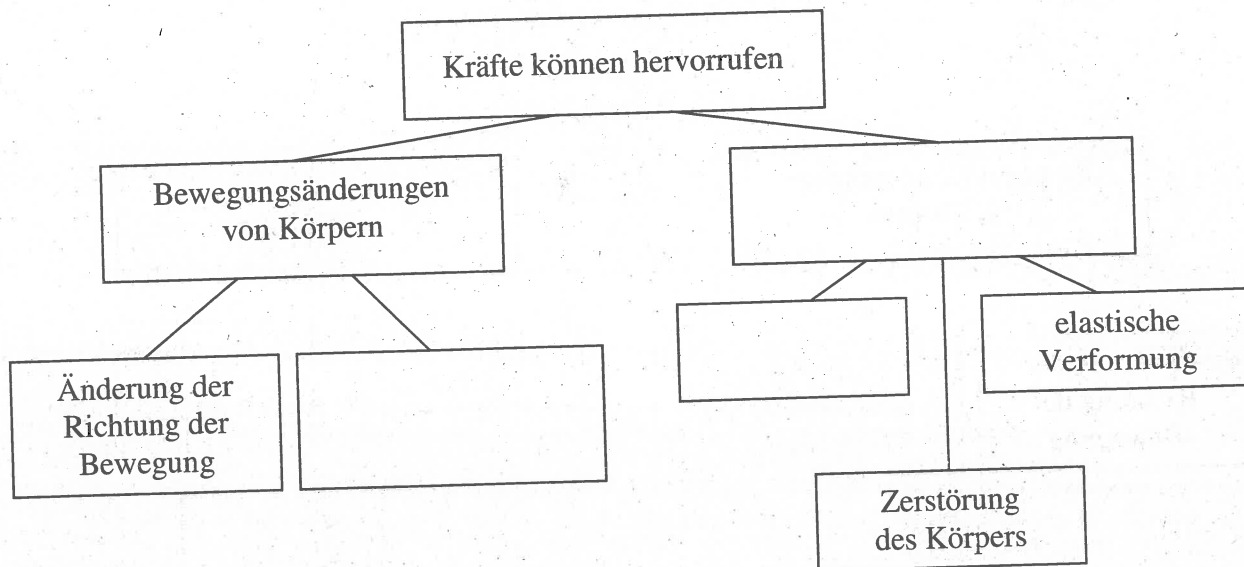 Kräfte können hervorrufen
Bewegungsänderungen
von Körpern
Änderung der
Richtung der
Bewegung
elastische
Verformung
Zerstörung
des Körpers